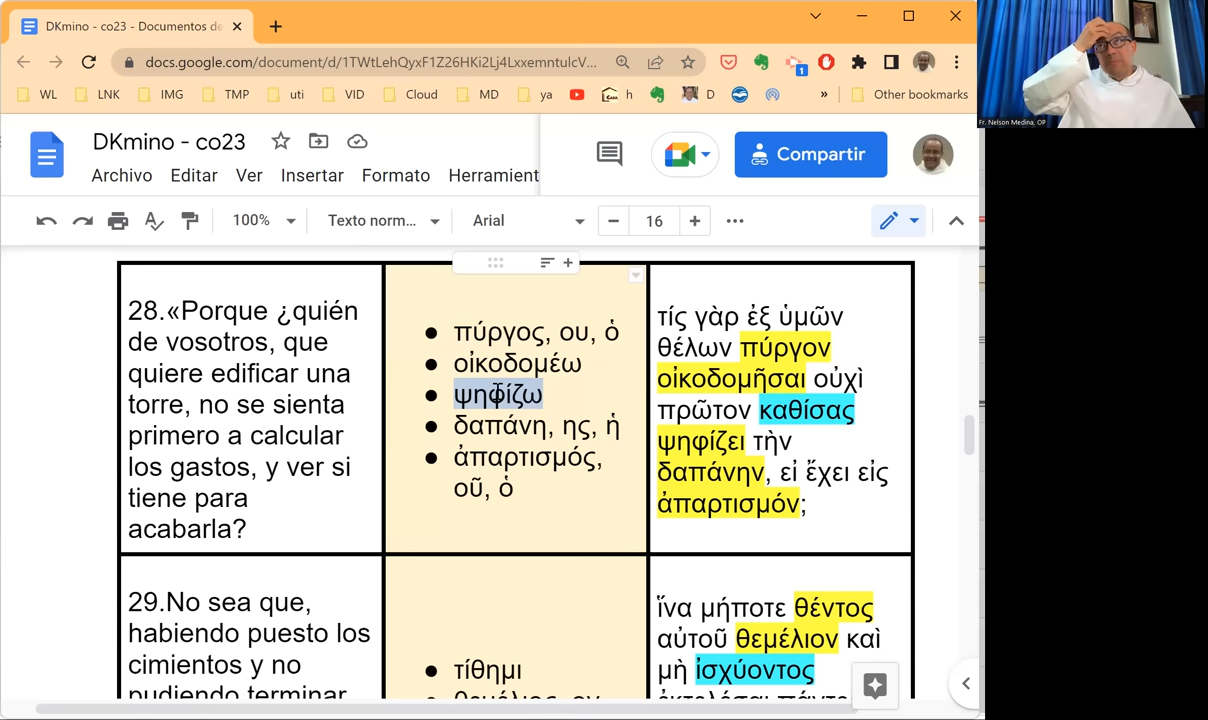 DKmino - co23 - Documentos de
docs.google.com/document/d/1TWtLehQyxF1Z26HKi2Lj4LxxemntulcV...
1
WL
LNK
IMG
TMP
uti
VID
Cloud
MD
ya
h
D
»
Other bookmarks
DKmino - co23
Archivo Editar Ver Insertar Formato Herramient
Compartir
100%
Texto norm...
Arial
16
28.«Porque ¿quién
de vosotros, que
quiere edificar una
torre, no se sienta
primero a calcular
los gastos, y ver si
tiene para
acabarla?
● πύργος, ου, ὁ
● οἰκοδομέω
● ψηφίζω
● δαπάνη, ης, ἡ
● ἀπαρτισμός,
οῦ, ὁ
τίς γὰρ ἐξ ὑμῶν
θέλων πύργον
οἰκοδομῆσαι οὐχὶ
πρῶτον καθίσας
ψηφίζει τὴν
δαπάνην, εἰ ἔχει εἰς
ἀπαρτισμόν;
29.No sea que,
habiendo puesto los
cimientos y no
pudiendo terminar,
● τίθημι
ἵνα μήποτε θέντος
αὐτοῦ θεμέλιον καὶ
μὴ ἰσχύοντος
Fr. Nelson Medina, OP